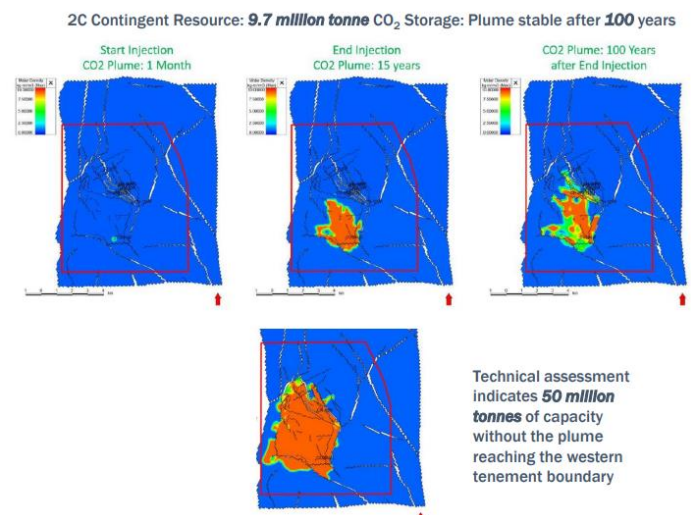 2C Contingent Resource: 9.7 million tonne CO₂ Storage: Plume stable after 100 years
Start Injection
CO2 Plume: 1 Month
End Injection
CO2 Plume: 15 years
CO2 Plume: 100 Years
after End Injection
Technical assessment
indicates 50 million
tonnes of capacity
without the plume
reaching the western
tenement boundary